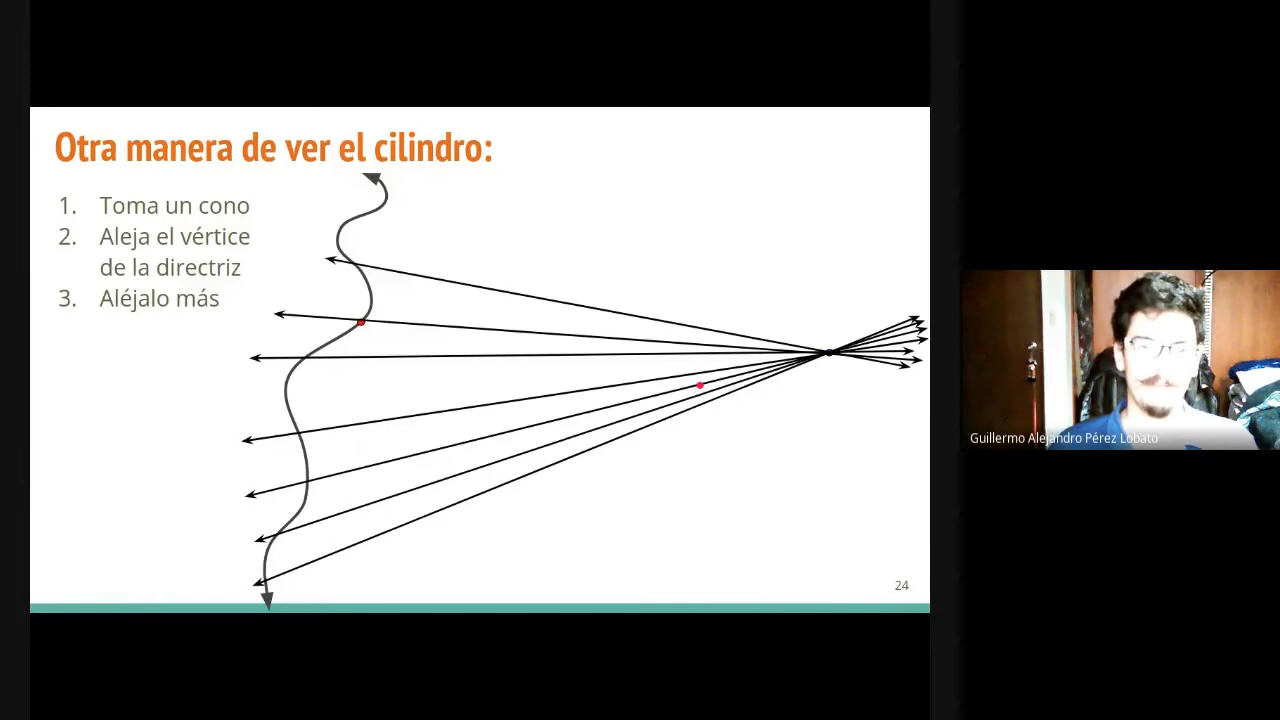 Otra manera de ver el cilindro:
1. Toma un cono
2. Aleja el vértice
de la directriz
3. Aléjalo más
24
Guillermo Alejandro Pérez Lobato